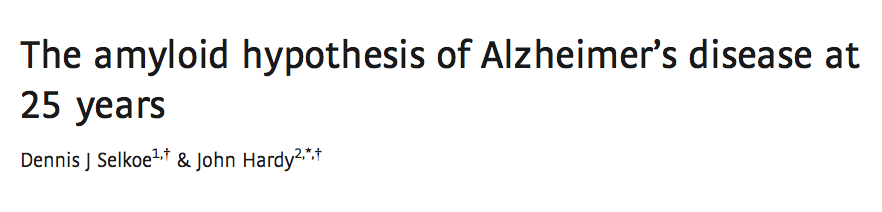 The amyloid hypothesis of Alzheimer’s disease at
25 years
Dennis J Selkoe1,† & John Hardy2,*,†